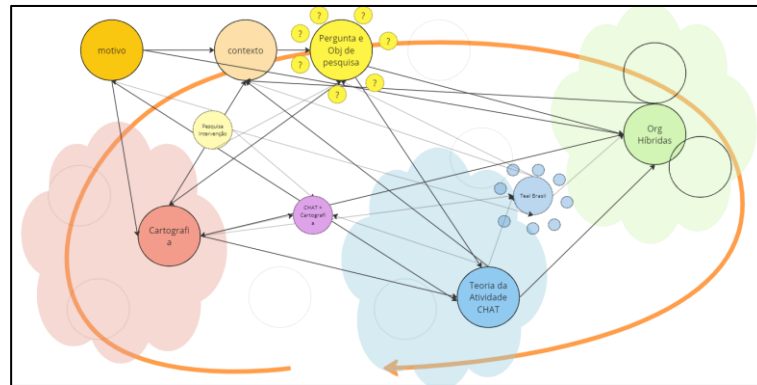 ?
?
?
motivo
contexto
Pergunta e
Obj de
pesquisa
?
?
?
?
Pesquisa
Intervenção
Org
Híbridas
Teal Brasil
CHAT +
Cartografi
a
Cartografi
a
Teoria da
Atividade
CHAT